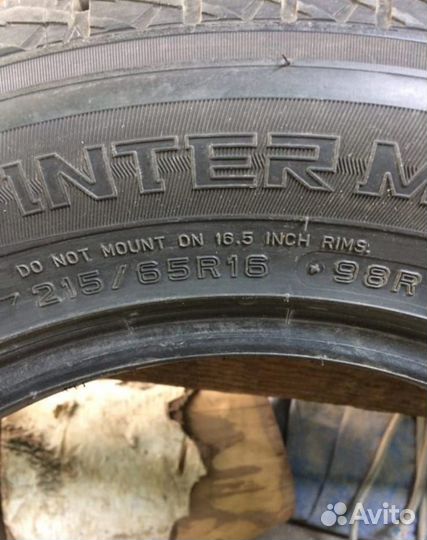 INTER M
DO NOT MOUNT ON 16.5 INCH RIMS.
215/65R16 98R
Avito